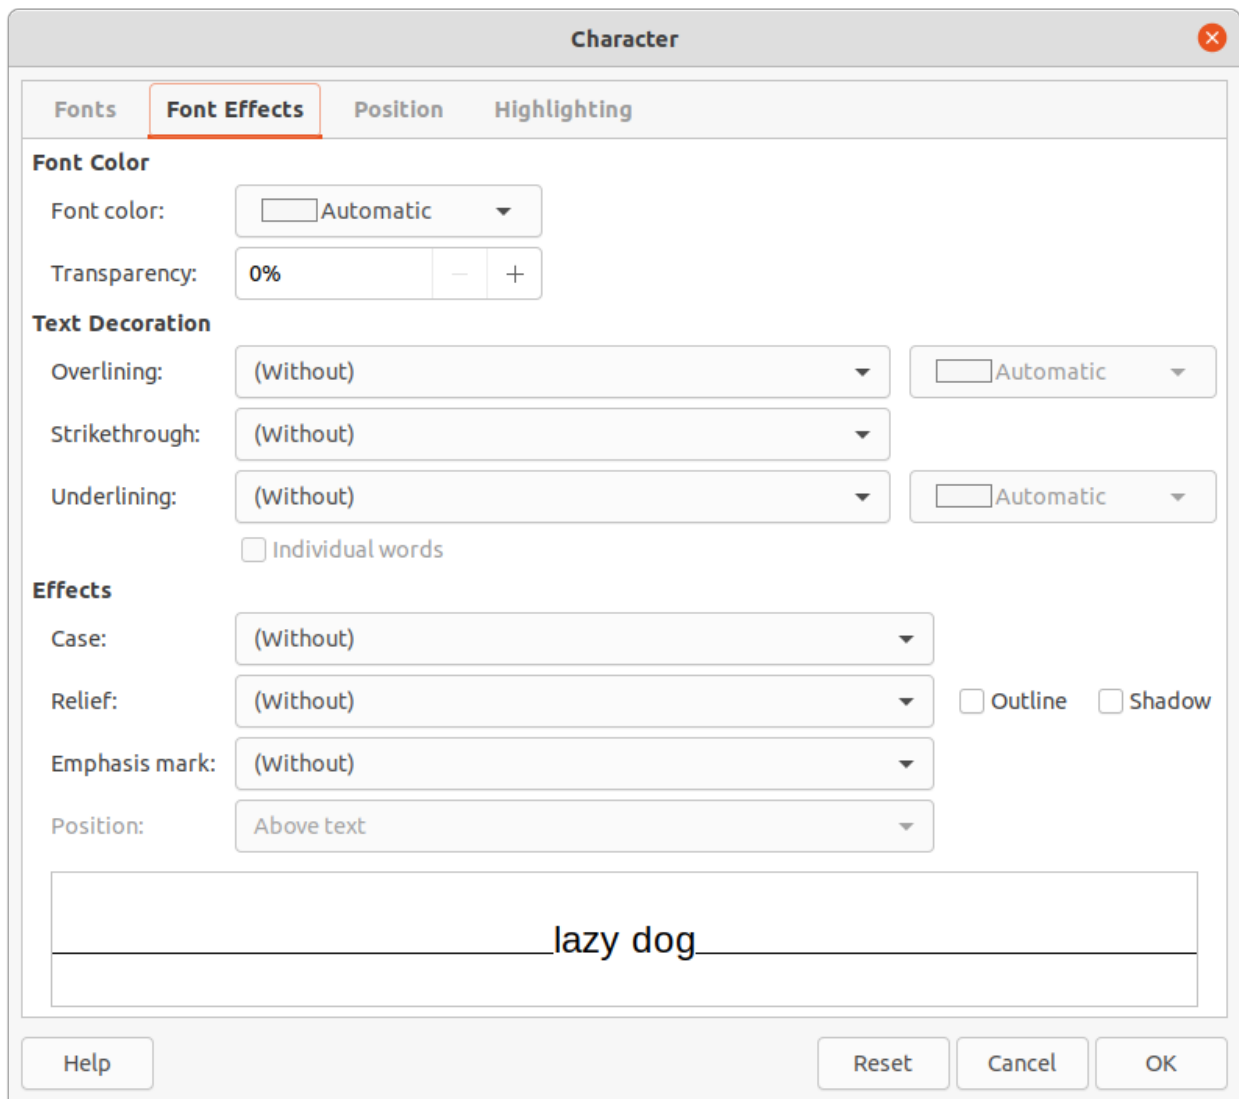 Character
Fonts Font Effects Position Highlighting
Font Color
Font color: Automatic
Transparency: 0%
Text Decoration
Overlining: (Without) Automatic
Strikethrough: (Without)
Underlining: (Without) Automatic
Individual words
Effects
Case: (Without)
Relief: (Without) Outline Shadow
Emphasis mark: (Without)
Position: Above text
lazy dog
Help Reset Cancel OK